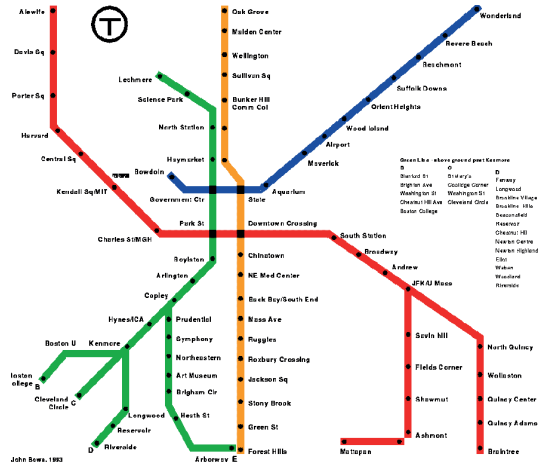 Alewife
Davis Sq
Porter Sq
Harvard
Central Sq
Kendall Sq/MIT
Charles St/MGH
T
Oak Grove
Malden Center
Wellington
Sullivan Sq
Bunker Hill
Comm Col
Lechmere
Science Park
North Station
Haymarket
Bowdoin
Government Ctr
State
Aquarium
Maverick
Airport
Wood Island
Orient Heights
Suffolk Downs
Beachmont
Revere Beach
Wonderland
Park St
Downtown Crossing
South Station
Broadway
Andrew
JFK/U Mass
Boylston
Arlington
Copley
Hynes/ICA
Kenmore
Boston U
Boston
College B
Cleveland
Circle C
Longwood
Reservoir
D Riverside
Prudential
Symphony
Northeastern
Art Museum
Brigham Cir
Heath St
Arborway E
Chinatown
NE Med Center
Back Bay/South End
Mass Ave
Ruggles
Roxbury Crossing
Jackson Sq
Stony Brook
Green St
Forest Hills
Savin Hill
Fields Corner
Shawmut
Ashmont
Mattapan
North Quincy
Wollaston
Quincy Center
Quincy Adams
Braintree
Green Line - above ground past Kenmore
B
Blanford St
Brighton Ave
Washington St
Chestnut Hill Ave
Boston College
C
St Mary's
Coolidge Corner
Washington St
Cleveland Circle
D
Fenway
Longwood
Brookline Village
Brookline Hills
Beaconsfield
Reservoir
Chestnut Hill
Newton Centre
Newton Highland
Eliot
Waban
Woodland
Riverside
John Bowe, 1993